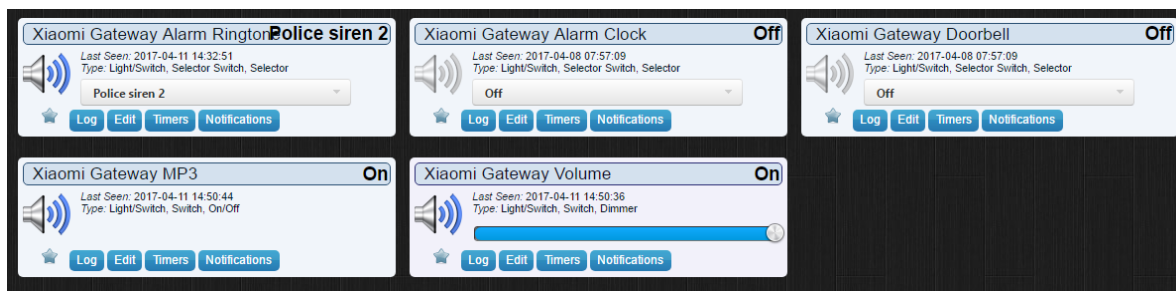 Xiaomi Gateway Alarm Ringtone Police siren 2
Last Seen: 2017-04-11 14:32:51
Type: Light/Switch, Selector Switch, Selector
Police siren 2
Log Edit Timers Notifications
Xiaomi Gateway Alarm Clock Off
Last Seen: 2017-04-08 07:57:09
Type: Light/Switch, Selector Switch, Selector
Off
Log Edit Timers Notifications
Xiaomi Gateway Doorbell Off
Last Seen: 2017-04-08 07:57:09
Type: Light/Switch, Selector Switch, Selector
Off
Log Edit Timers Notifications
Xiaomi Gateway MP3 On
Last Seen: 2017-04-11 14:50:44
Type: Light/Switch, Switch, On/Off
Log Edit Timers Notifications
Xiaomi Gateway Volume On
Last Seen: 2017-04-11 14:50:36
Type: Light/Switch, Switch, Dimmer
Log Edit Timers Notifications